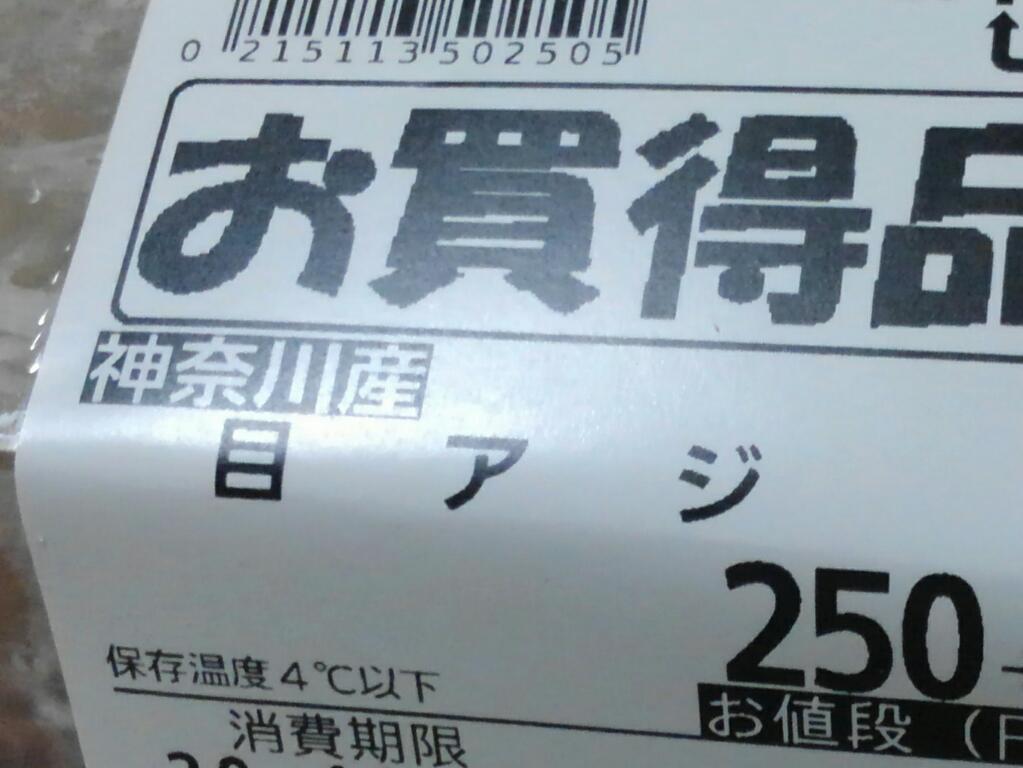 0 215113 502505
お買得品
神奈川産
目アジ
250
保存温度4℃以下
お値段(円
消費期限